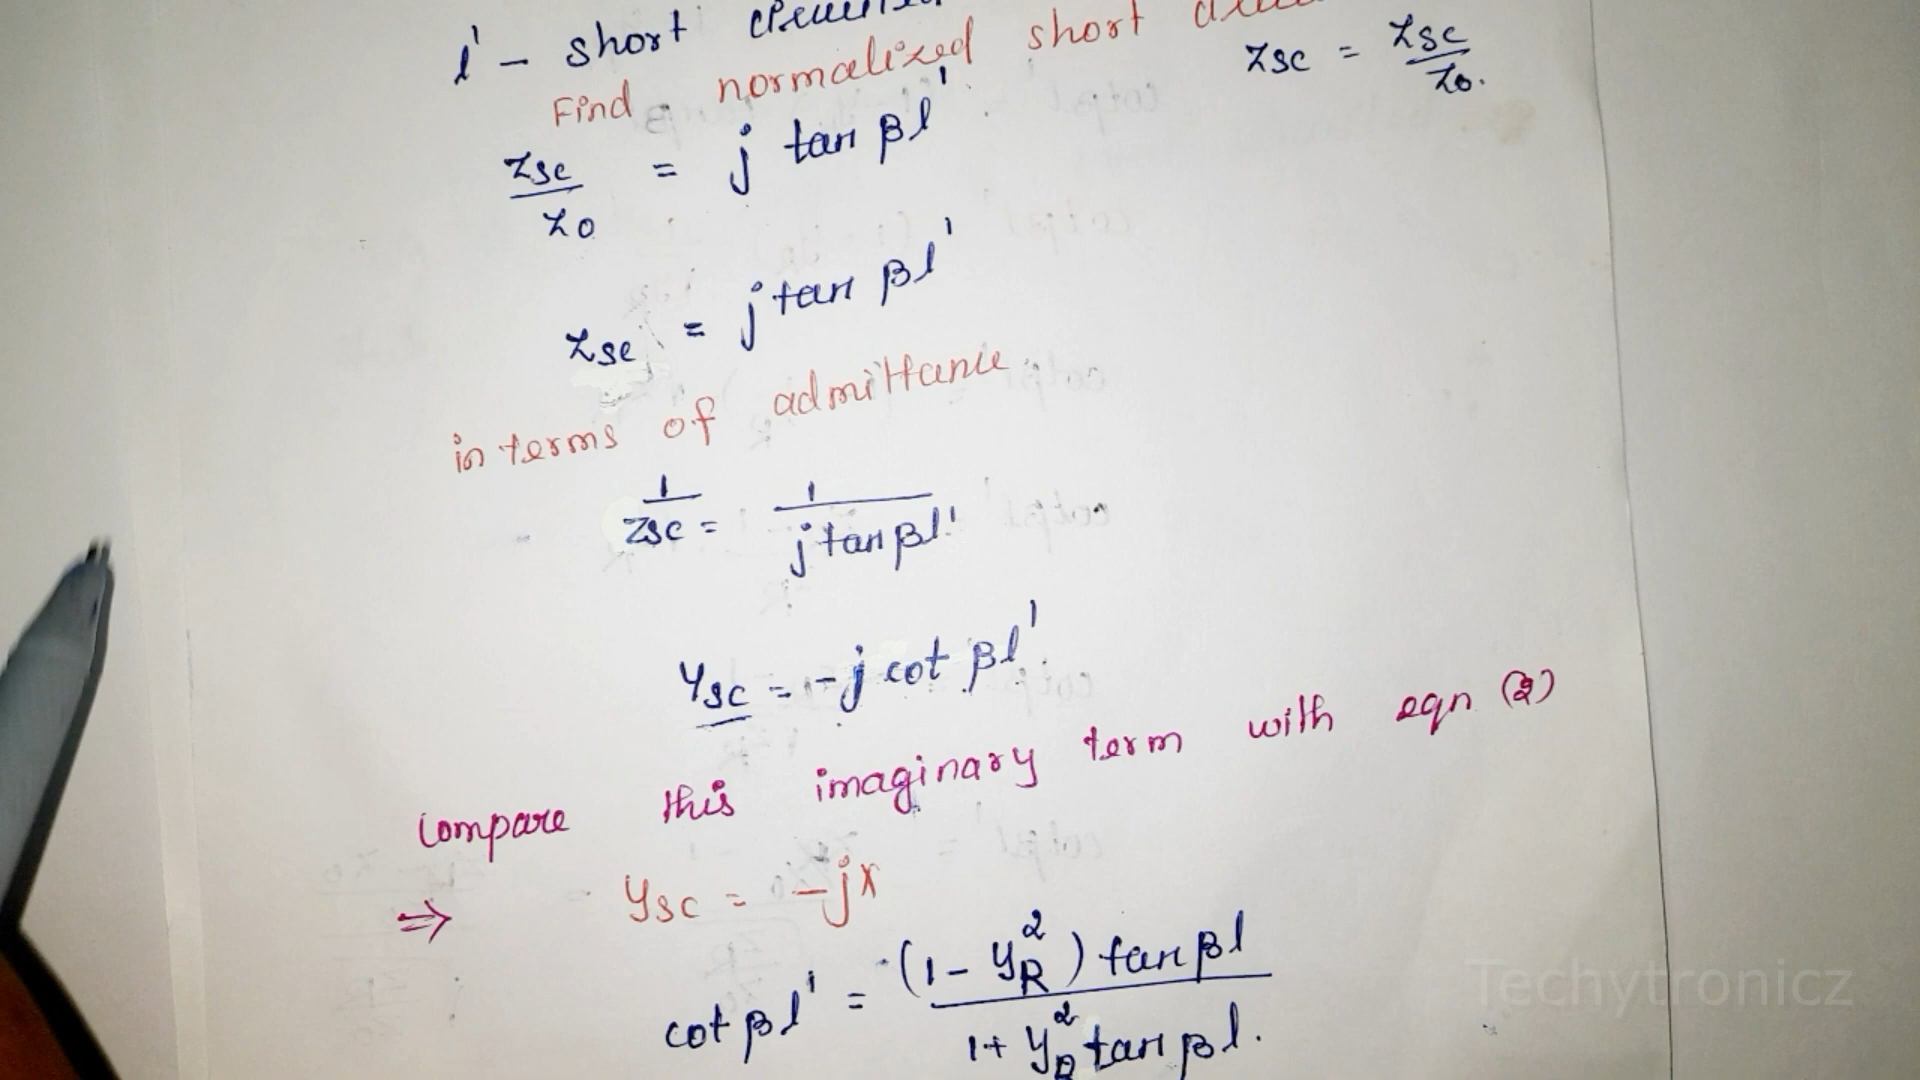 l' - short
Find normalized short
zsc = Zsc / Z0.
Zsc / Z0 = j tan βl'
Zsc = j tan βl'
in terms of admittance
1 / zsc = 1 / j tan βl'
Ysc = -j cot βl'
compare this imaginary term with eqn (2)
⇒ ysc = -jx
cot βl' = (1 - yR²) tan βl / 1 + yR² tan βl.
Techytronicz